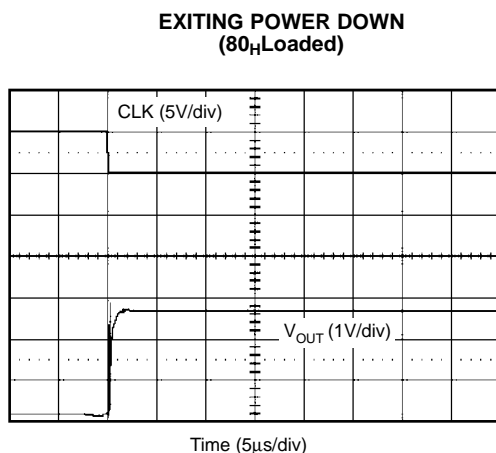 EXITING POWER DOWN
(80HLoaded)
CLK (5V/div)
VOUT (1V/div)
Time (5μs/div)